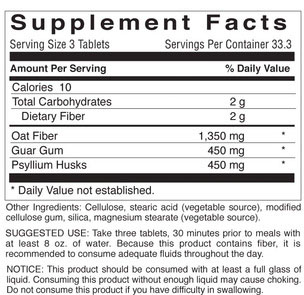 Supplement Facts
Serving Size 3 Tablets Servings Per Container 33.3
Amount Per Serving % Daily Value
Calories 10
Total Carbohydrates 2 g
Dietary Fiber 2 g
Oat Fiber 1,350 mg *
Guar Gum 450 mg *
Psyllium Husks 450 mg *
* Daily Value not established.
Other Ingredients: Cellulose, stearic acid (vegetable source), modified
cellulose gum, silica, magnesium stearate (vegetable source).
SUGGESTED USE: Take three tablets, 30 minutes prior to meals with
at least 8 oz. of water. Because this product contains fiber, it is
recommended to consume adequate fluids throughout the day.
NOTICE: This product should be consumed with at least a full glass of
liquid. Consuming this product without enough liquid may cause choking.
Do not consume this product if you have difficulty in swallowing.